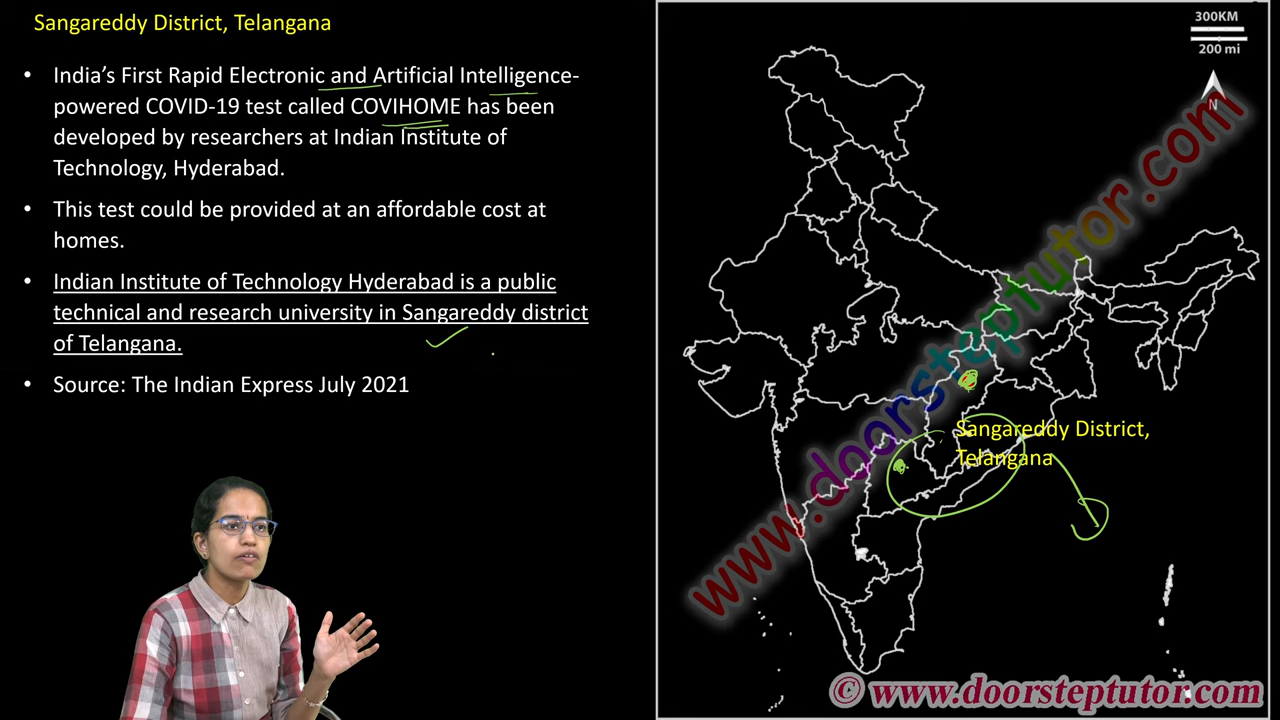 Sangareddy District, Telangana
• India's First Rapid Electronic and Artificial Intelligence-
powered COVID-19 test called COVIHOME has been
developed by researchers at Indian Institute of
Technology, Hyderabad.
• This test could be provided at an affordable cost at
homes.
• Indian Institute of Technology Hyderabad is a public
technical and research university in Sangareddy district
of Telangana.
• Source: The Indian Express July 2021
300KM
200 mi
N
www.doorsteptutor.com
Sangareddy District,
Telangana
© www.doorsteptutor.com